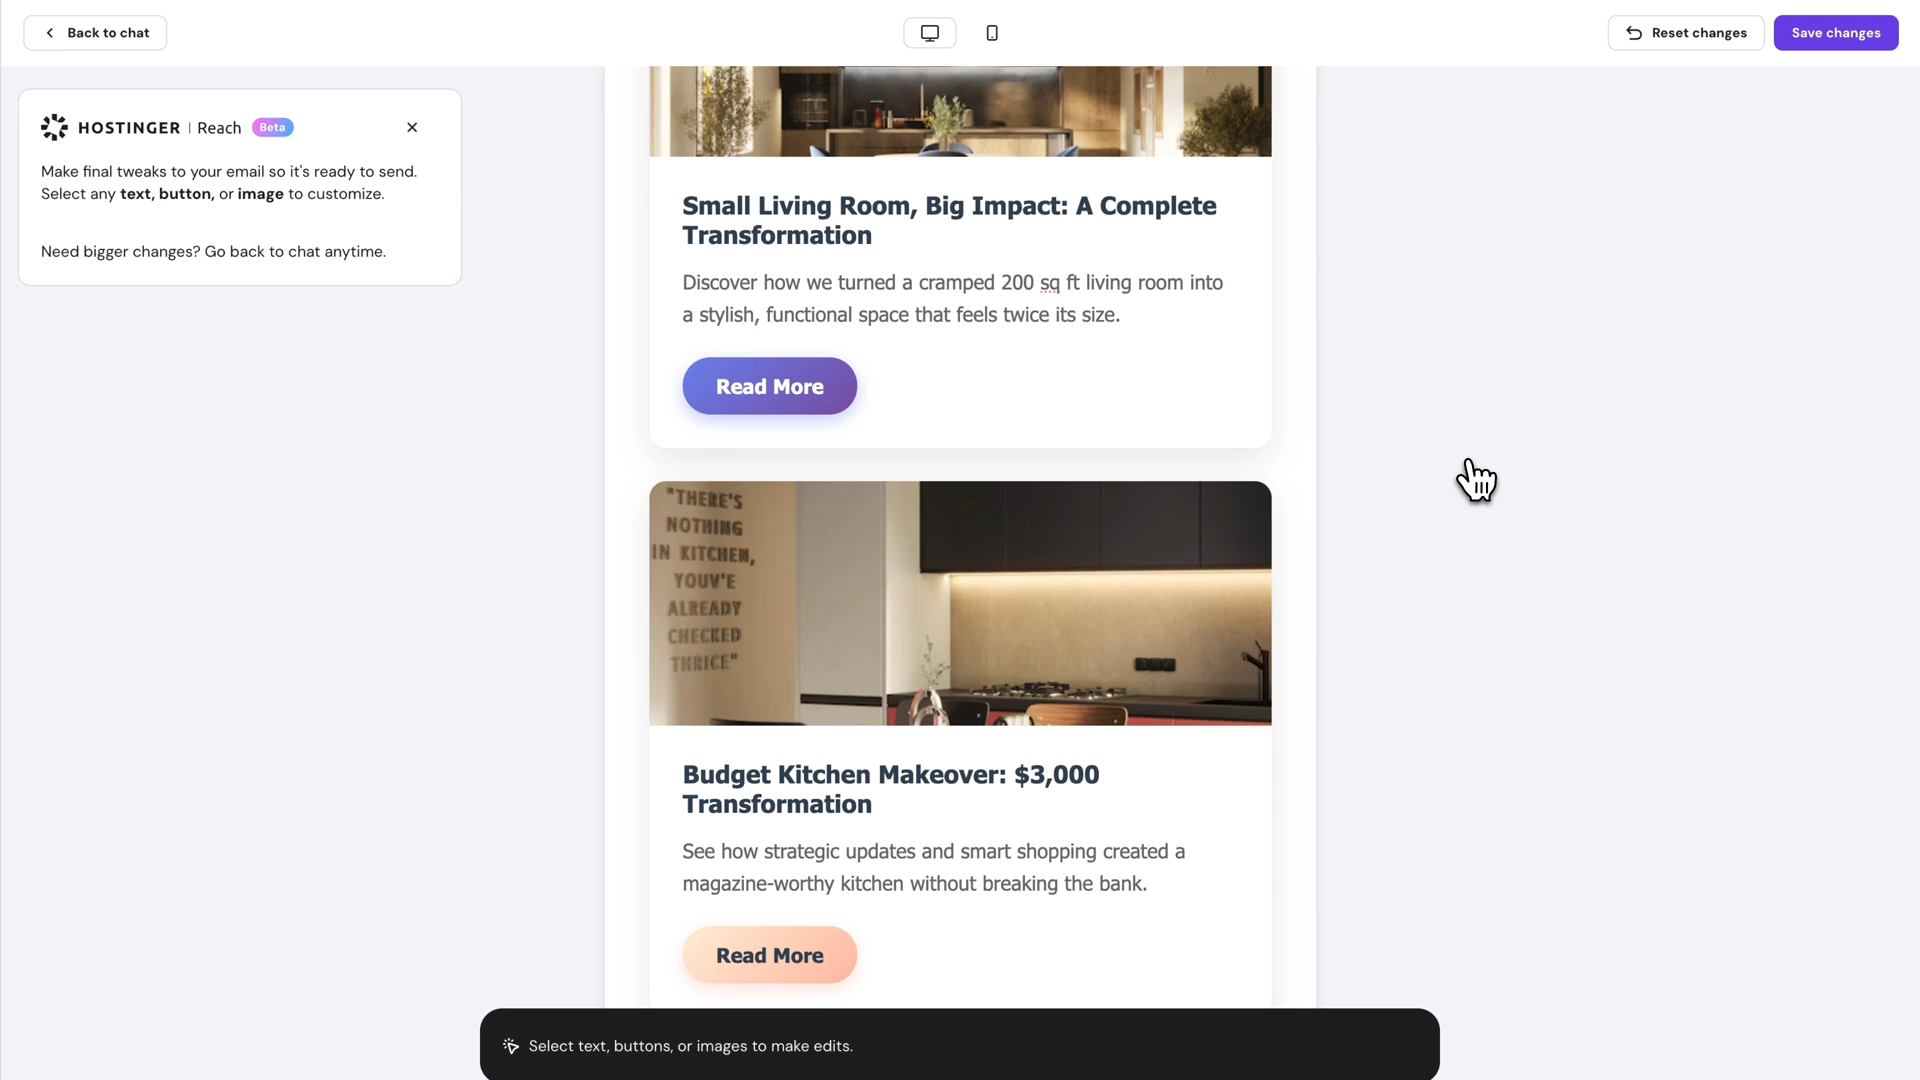 Back to chat
Reset changes
Save changes
HOSTINGER | Reach Beta
Make final tweaks to your email so it's ready to send.
Select any text, button, or image to customize.
Need bigger changes? Go back to chat anytime.
Small Living Room, Big Impact: A Complete
Transformation
Discover how we turned a cramped 200 sq ft living room into
a stylish, functional space that feels twice its size.
Read More
"THERE'S
NOTHING
IN KITCHEN,
YOUV'E
ALREADY
CHECKED
THRICE"
Budget Kitchen Makeover: $3,000
Transformation
See how strategic updates and smart shopping created a
magazine-worthy kitchen without breaking the bank.
Read More
Select text, buttons, or images to make edits.